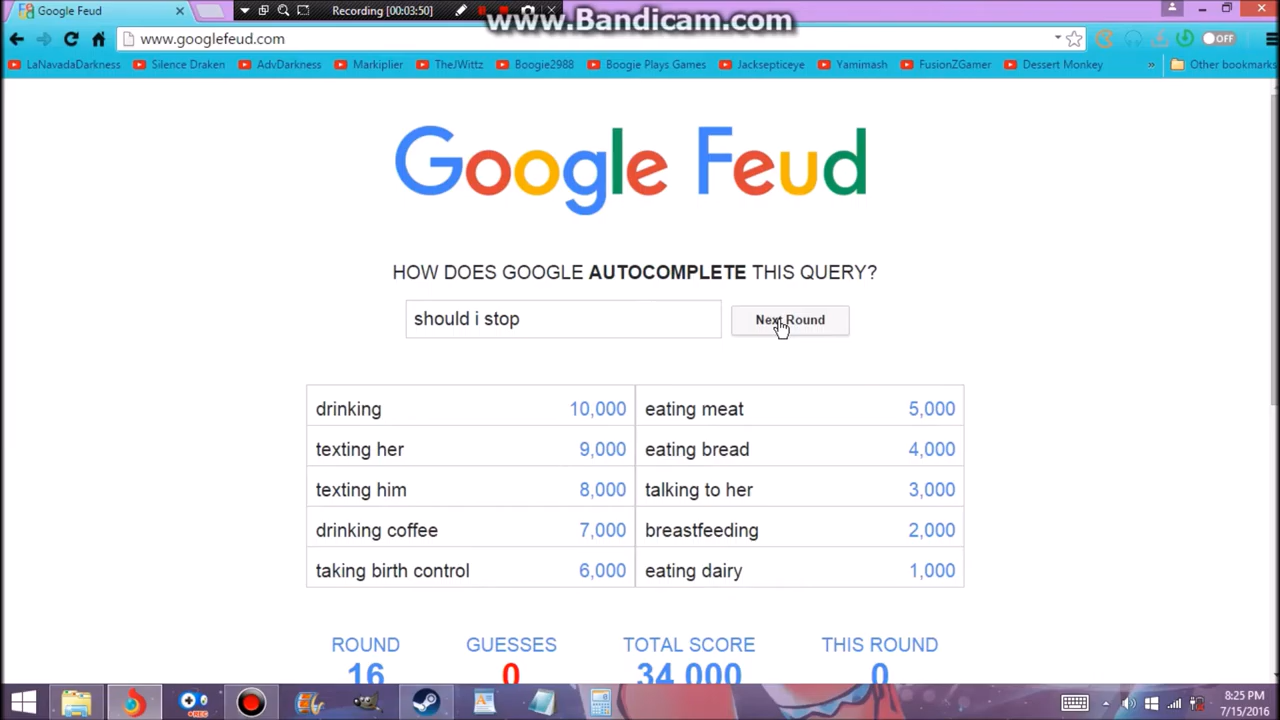 Google Feud
Recording [00:03:50]
www.Bandicam.com
www.googlefeud.com
OFF
LaNavadaDarkness Silence Draken AdvDarkness Markiplier TheJWittz Boogie2988 Boogie Plays Games Jacksepticeye Yamimash FusionZGamer Dessert Monkey » Other bookmarks
Google Feud
HOW DOES GOOGLE AUTOCOMPLETE THIS QUERY?
should i stop Next Round
drinking 10,000 eating meat 5,000
texting her 9,000 eating bread 4,000
texting him 8,000 talking to her 3,000
drinking coffee 7,000 breastfeeding 2,000
taking birth control 6,000 eating dairy 1,000
ROUND GUESSES TOTAL SCORE THIS ROUND
16 0 34,000 0
REC
8:25 PM
7/15/2016